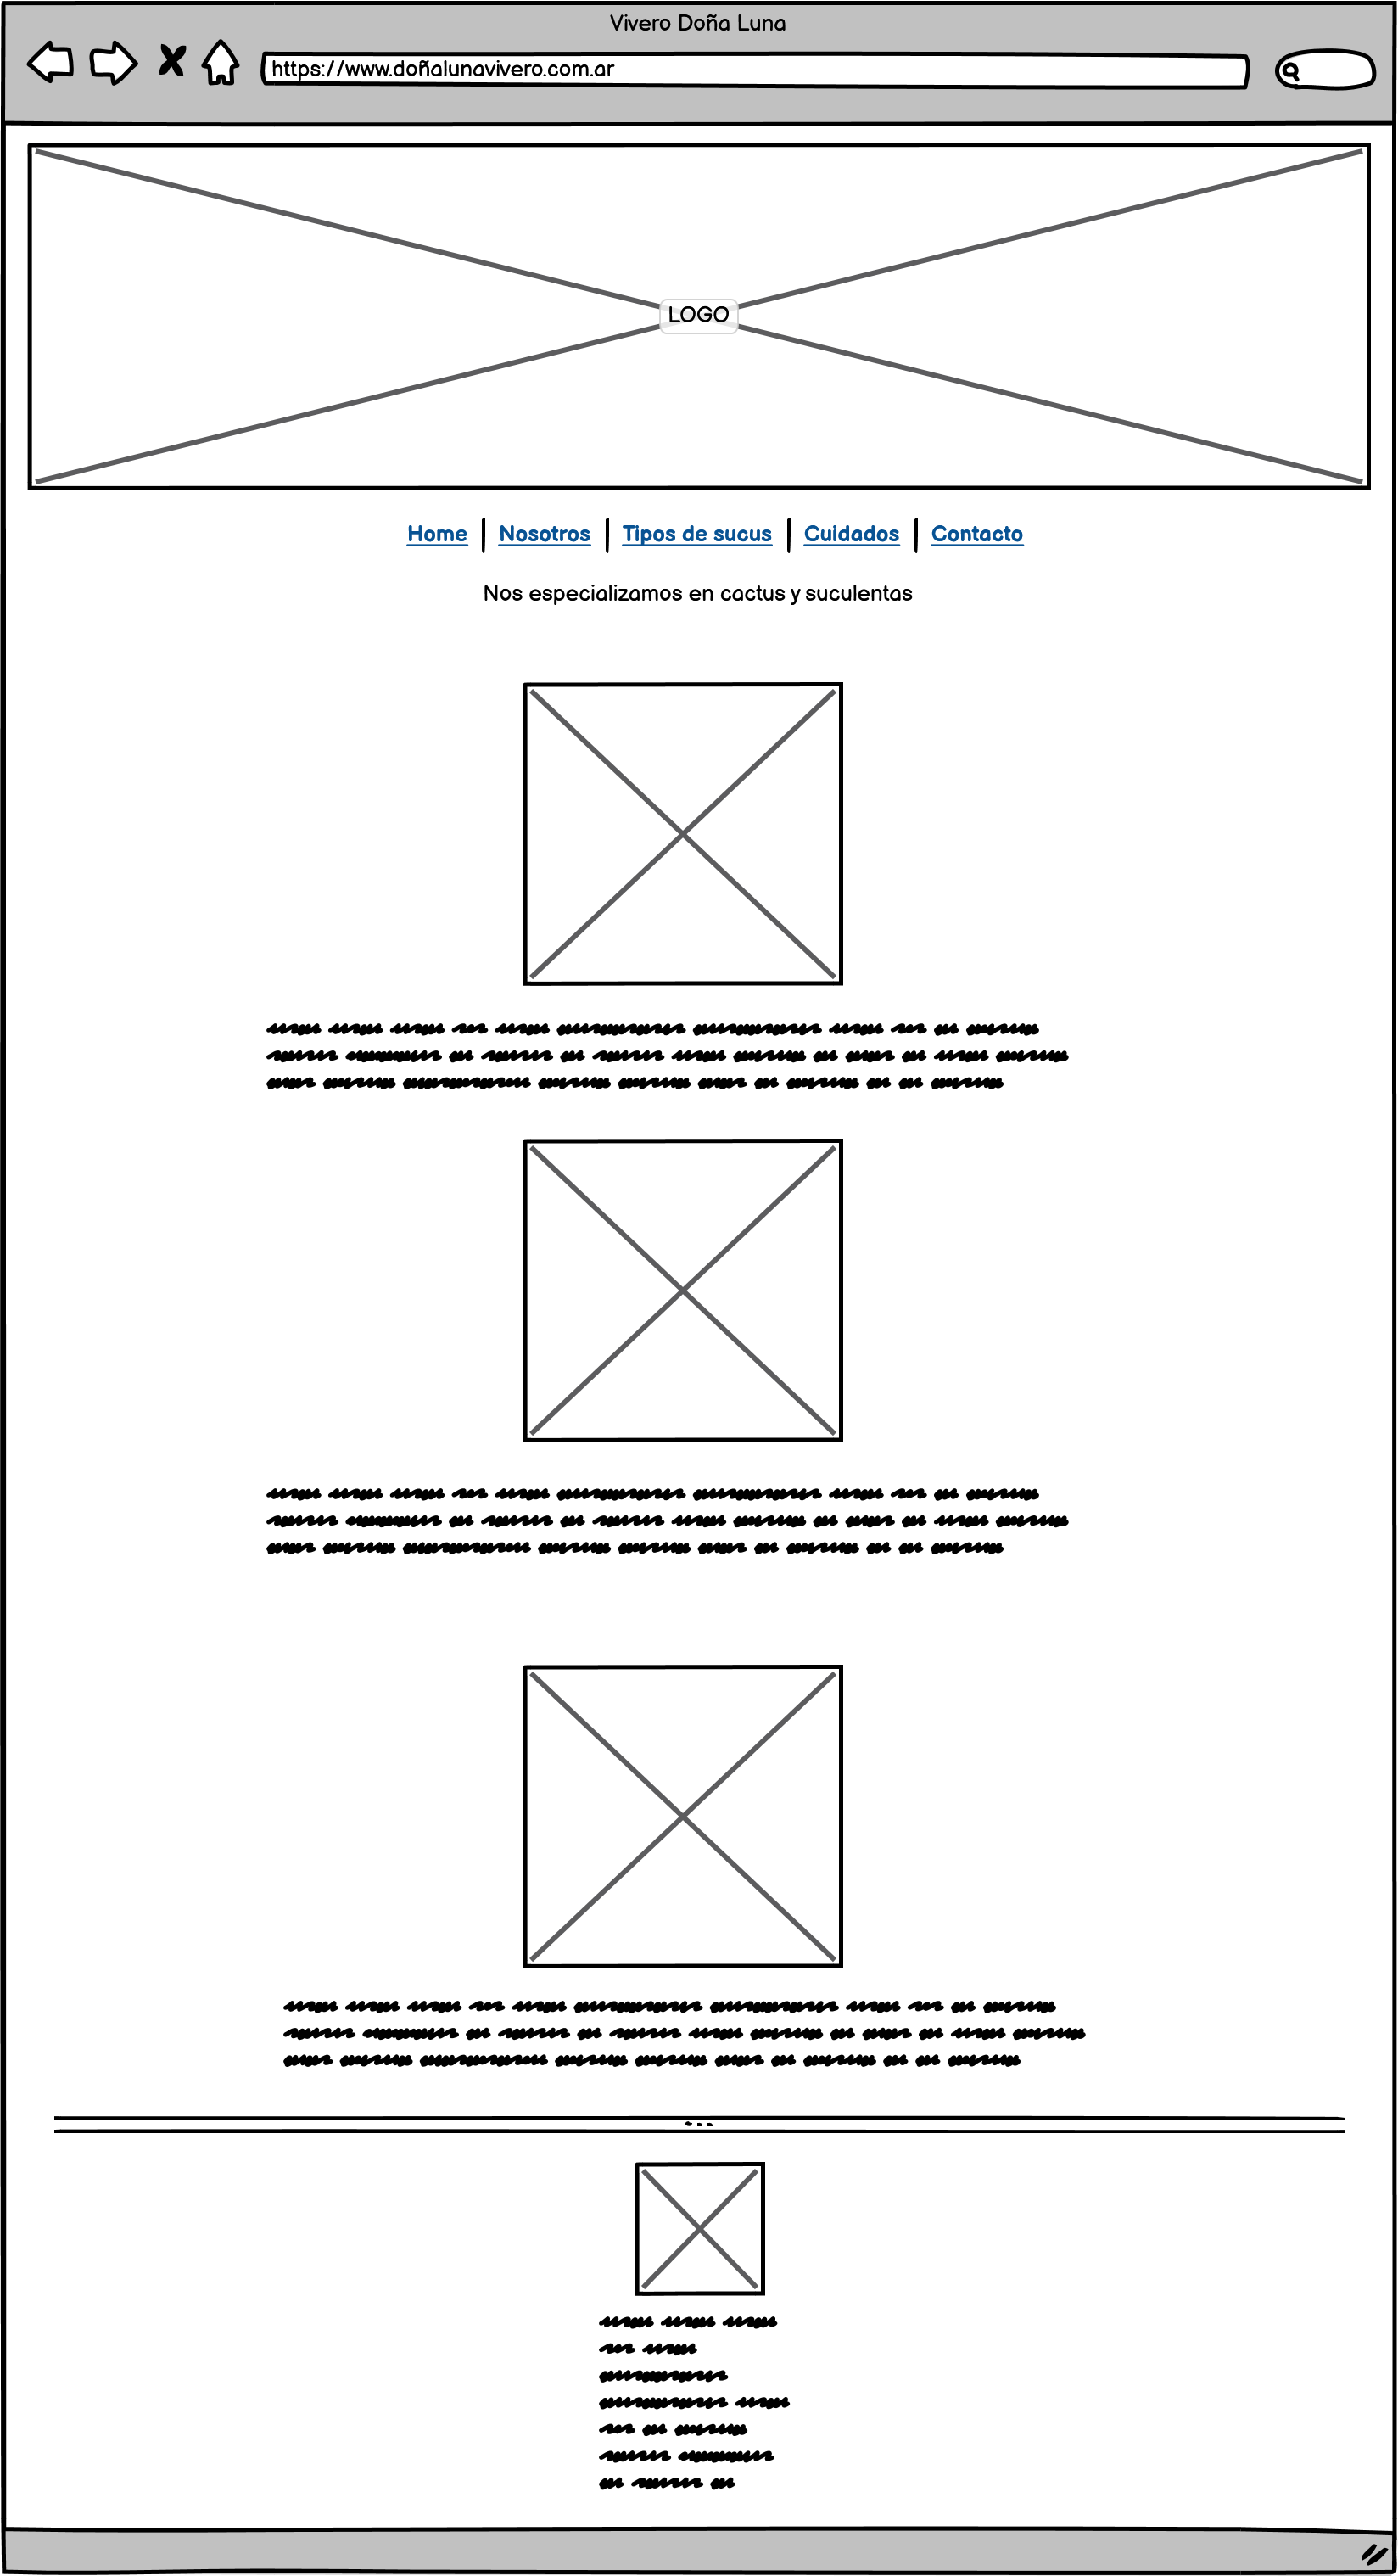 Vivero Doña Luna
https://www.doñalunavivero.com.ar
LOGO
Home | Nosotros | Tipos de sucus | Cuidados | Contacto
Nos especializamos en cactus y suculentas